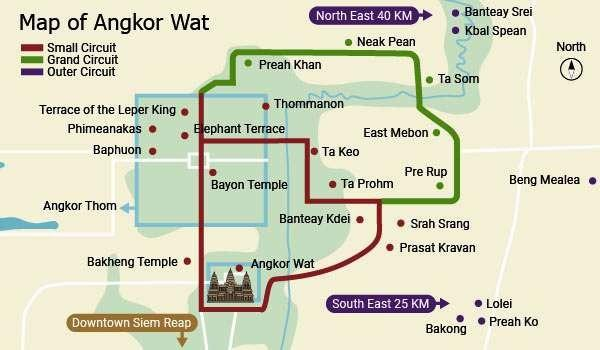 Map of Angkor Wat
Small Circuit
Grand Circuit
Outer Circuit
North East 40 KM
Banteay Srei
Kbal Spean
North
Neak Pean
Preah Khan
Ta Som
Terrace of the Leper King
Thommanon
Phimeanakas
Elephant Terrace
East Mebon
Baphuon
Ta Keo
Pre Rup
Bayon Temple
Ta Prohm
Beng Mealea
Angkor Thom
Banteay Kdei
Srah Srang
Prasat Kravan
Bakheng Temple
Angkor Wat
South East 25 KM
Lolei
Bakong
Preah Ko
Downtown Siem Reap